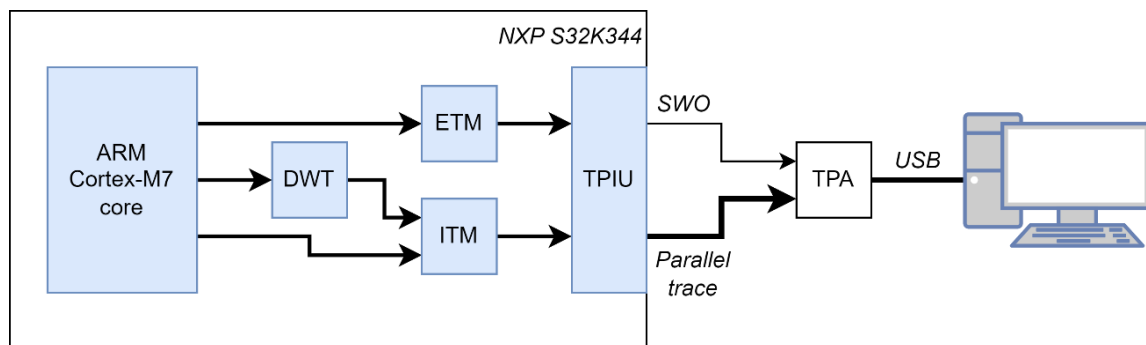 NXP S32K344
ARM
Cortex-M7
core
ETM
DWT
ITM
TPIU
SWO
Parallel
trace
TPA
USB